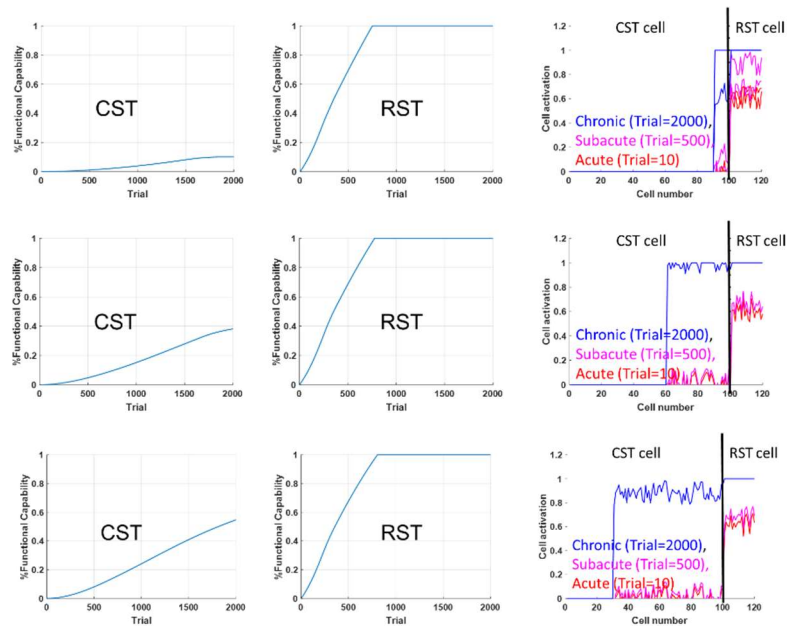 CST
%Functional Capability
1
0.8
0.6
0.4
0.2
0
0 500 1000 1500 2000
Trial
RST
%Functional Capability
1
0.8
0.6
0.4
0.2
0
0 500 1000 1500 2000
Trial
CST cell RST cell
Cell activation
1.2
1
0.8
0.6
0.4
0.2
0
Chronic (Trial=2000),
Subacute (Trial=500),
Acute (Trial=10)
0 20 40 60 80 100 120
Cell number
CST
%Functional Capability
1
0.8
0.6
0.4
0.2
0
0 500 1000 1500 2000
Trial
RST
%Functional Capability
1
0.8
0.6
0.4
0.2
0
0 500 1000 1500 2000
Trial
CST cell RST cell
Cell activation
1.2
1
0.8
0.6
0.4
0.2
0
Chronic (Trial=2000),
Subacute (Trial=500),
Acute (Trial=10)
0 20 40 60 80 100 120
Cell number
CST
%Functional Capability
1
0.8
0.6
0.4
0.2
0
0 500 1000 1500 2000
Trial
RST
%Functional Capability
1
0.8
0.6
0.4
0.2
0
0 500 1000 1500 2000
Trial
CST cell RST cell
Cell activation
1.2
1
0.8
0.6
0.4
0.2
0
Chronic (Trial=2000),
Subacute (Trial=500),
Acute (Trial=10)
0 20 40 60 80 100 120
Cell number